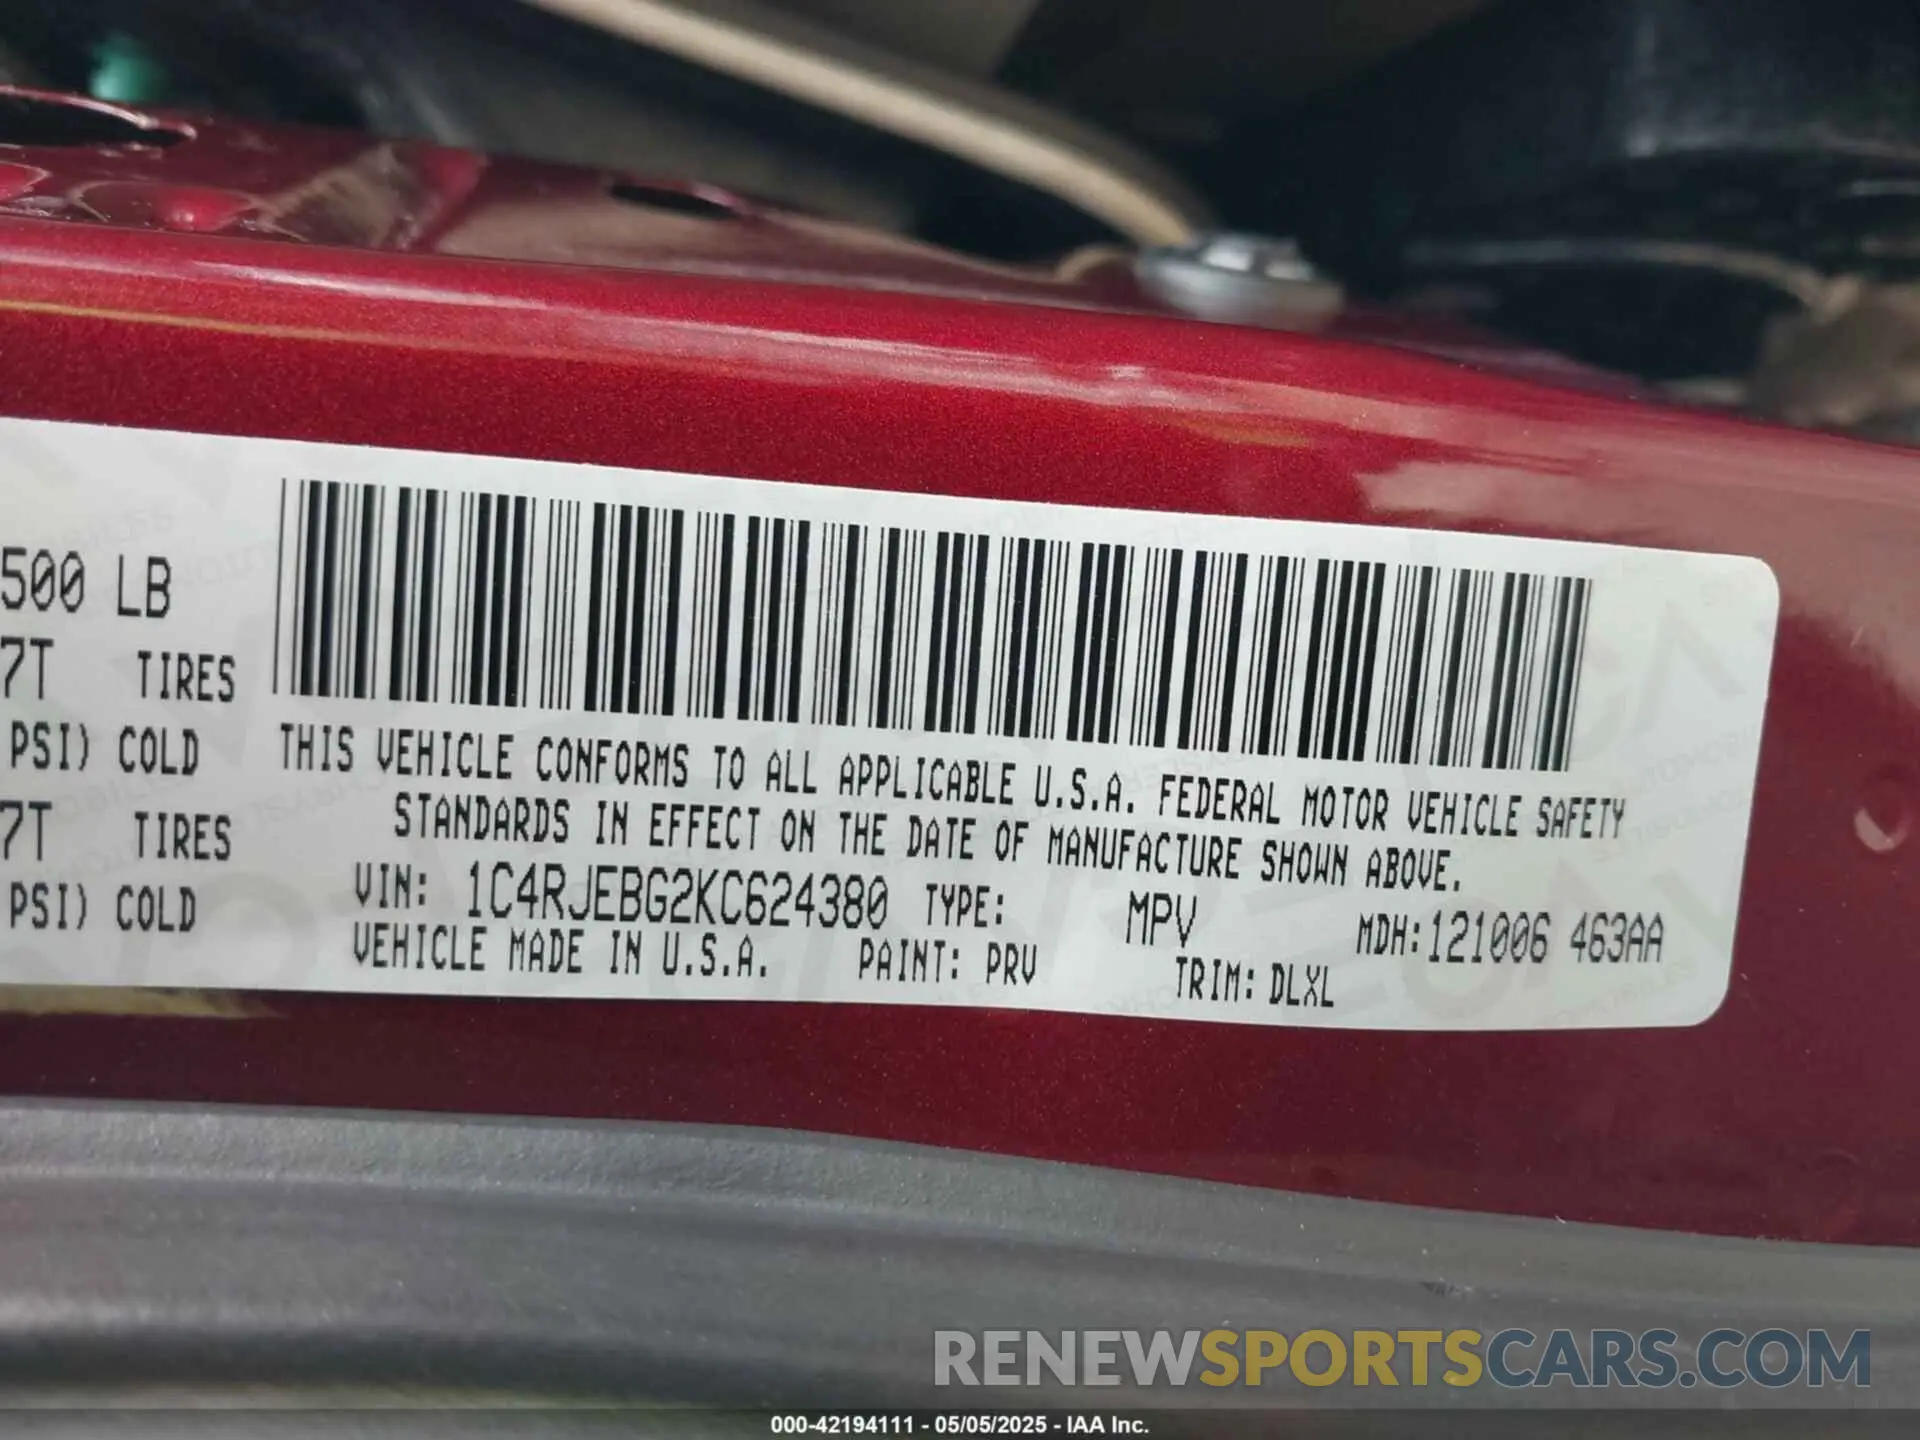 500 LB
7T TIRES
PSI) COLD
7T TIRES
PSI) COLD
THIS VEHICLE CONFORMS TO ALL APPLICABLE U.S.A. FEDERAL MOTOR VEHICLE SAFETY
STANDARDS IN EFFECT ON THE DATE OF MANUFACTURE SHOWN ABOVE.
VIN: 1C4RJEBG2KC624380 TYPE: MPV MDH:121006 463AA
VEHICLE MADE IN U.S.A. PAINT: PRV TRIM: DLXL
RENEWSPORTSCARS.COM
000-42194111 - 05/05/2025 - IAA Inc.